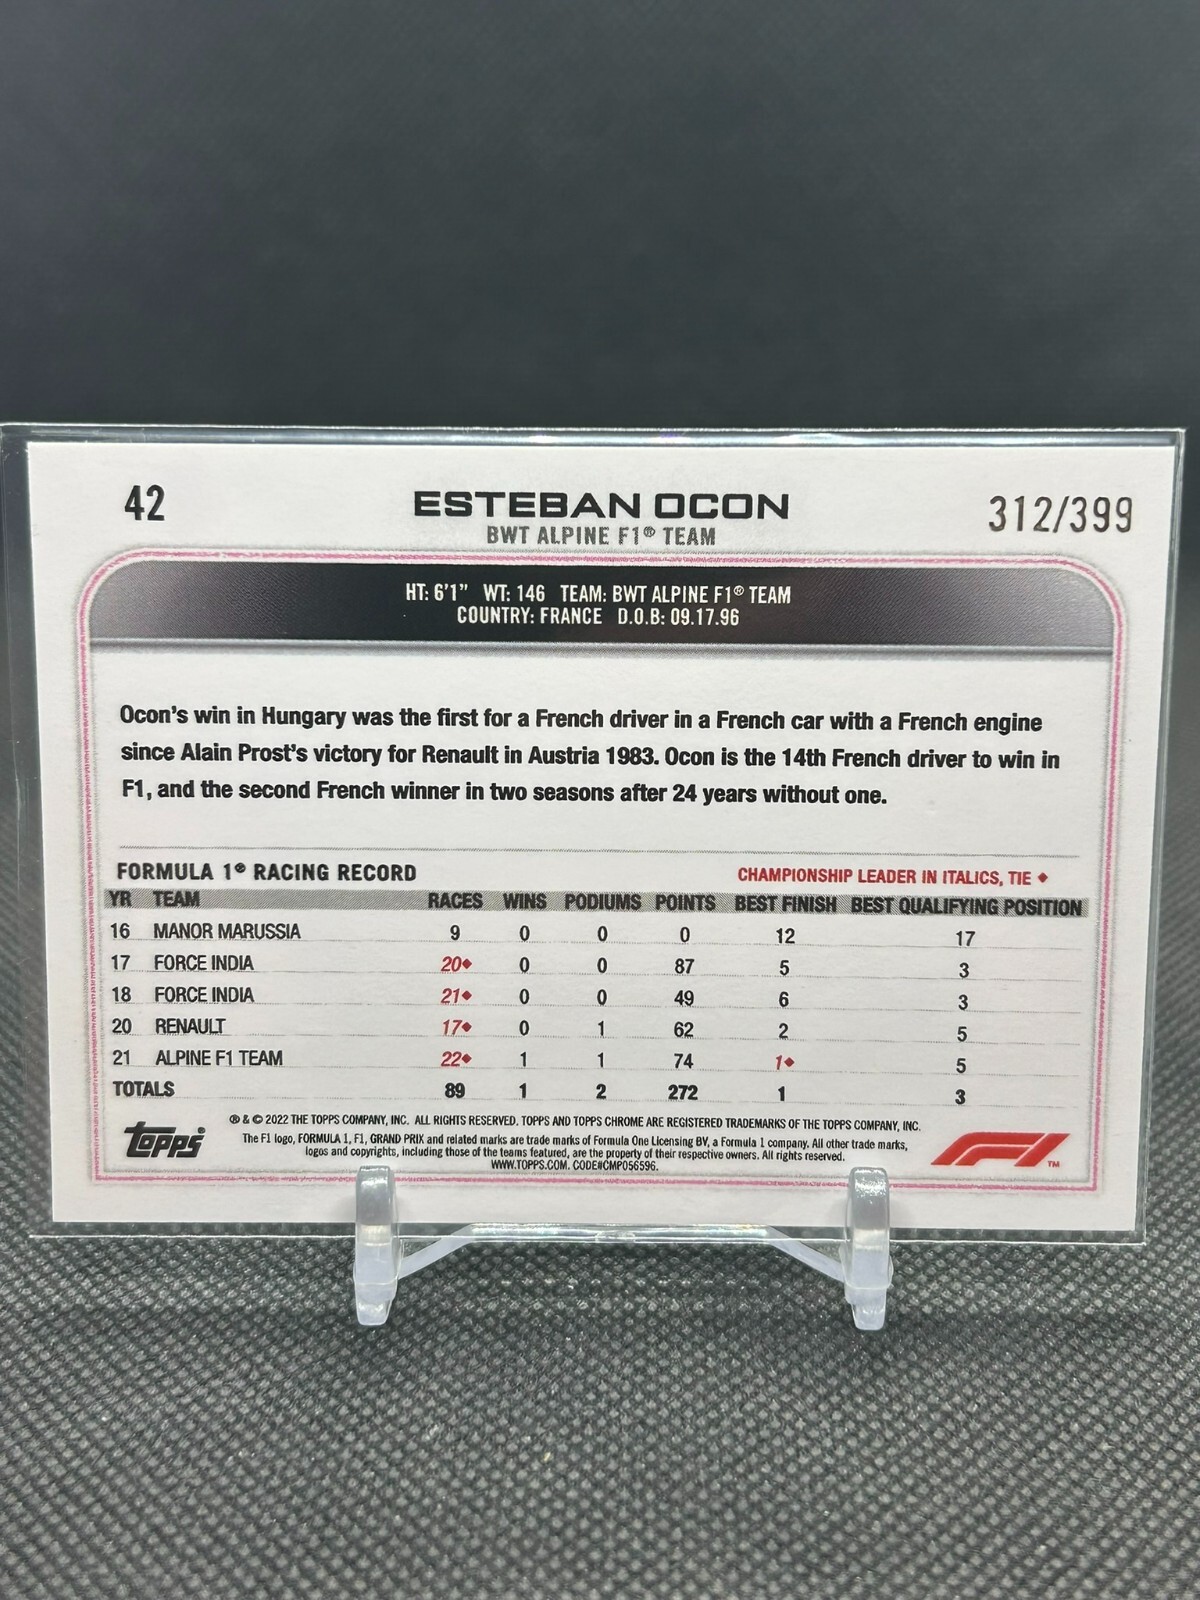 42
ESTEBAN OCON
312/399
BWT ALPINE F1® TEAM
HT: 6'1" WT: 146 TEAM: BWT ALPINE F1® TEAM
COUNTRY: FRANCE D.O.B: 09.17.96
Ocon's win in Hungary was the first for a French driver in a French car with a French engine
since Alain Prost's victory for Renault in Austria 1983. Ocon is the 14th French driver to win in
F1, and the second French winner in two seasons after 24 years without one.
FORMULA 1® RACING RECORD CHAMPIONSHIP LEADER IN ITALICS, TIE ◆
YR TEAM RACES WINS PODIUMS POINTS BEST FINISH BEST QUALIFYING POSITION
16 MANOR MARUSSIA 9 0 0 0 12 17
17 FORCE INDIA 20◆ 0 0 87 5 3
18 FORCE INDIA 21◆ 0 0 49 6 3
20 RENAULT 17◆ 0 1 62 2 5
21 ALPINE F1 TEAM 22◆ 1 1 74 1◆ 5
TOTALS 89 1 2 272 1 3
® & © 2022 THE TOPPS COMPANY, INC. ALL RIGHTS RESERVED. TOPPS AND TOPPS CHROME ARE REGISTERED TRADEMARKS OF THE TOPPS COMPANY, INC.
The F1 logo, FORMULA 1, F1, GRAND PRIX and related marks are trade marks of Formula One Licensing BV, a Formula 1 company. All other trade marks,
logos and copyrights, including those of the teams featured, are the property of their respective owners. All rights reserved.
WWW.TOPPS.COM. CODE#CMP056596.
topps
F1™